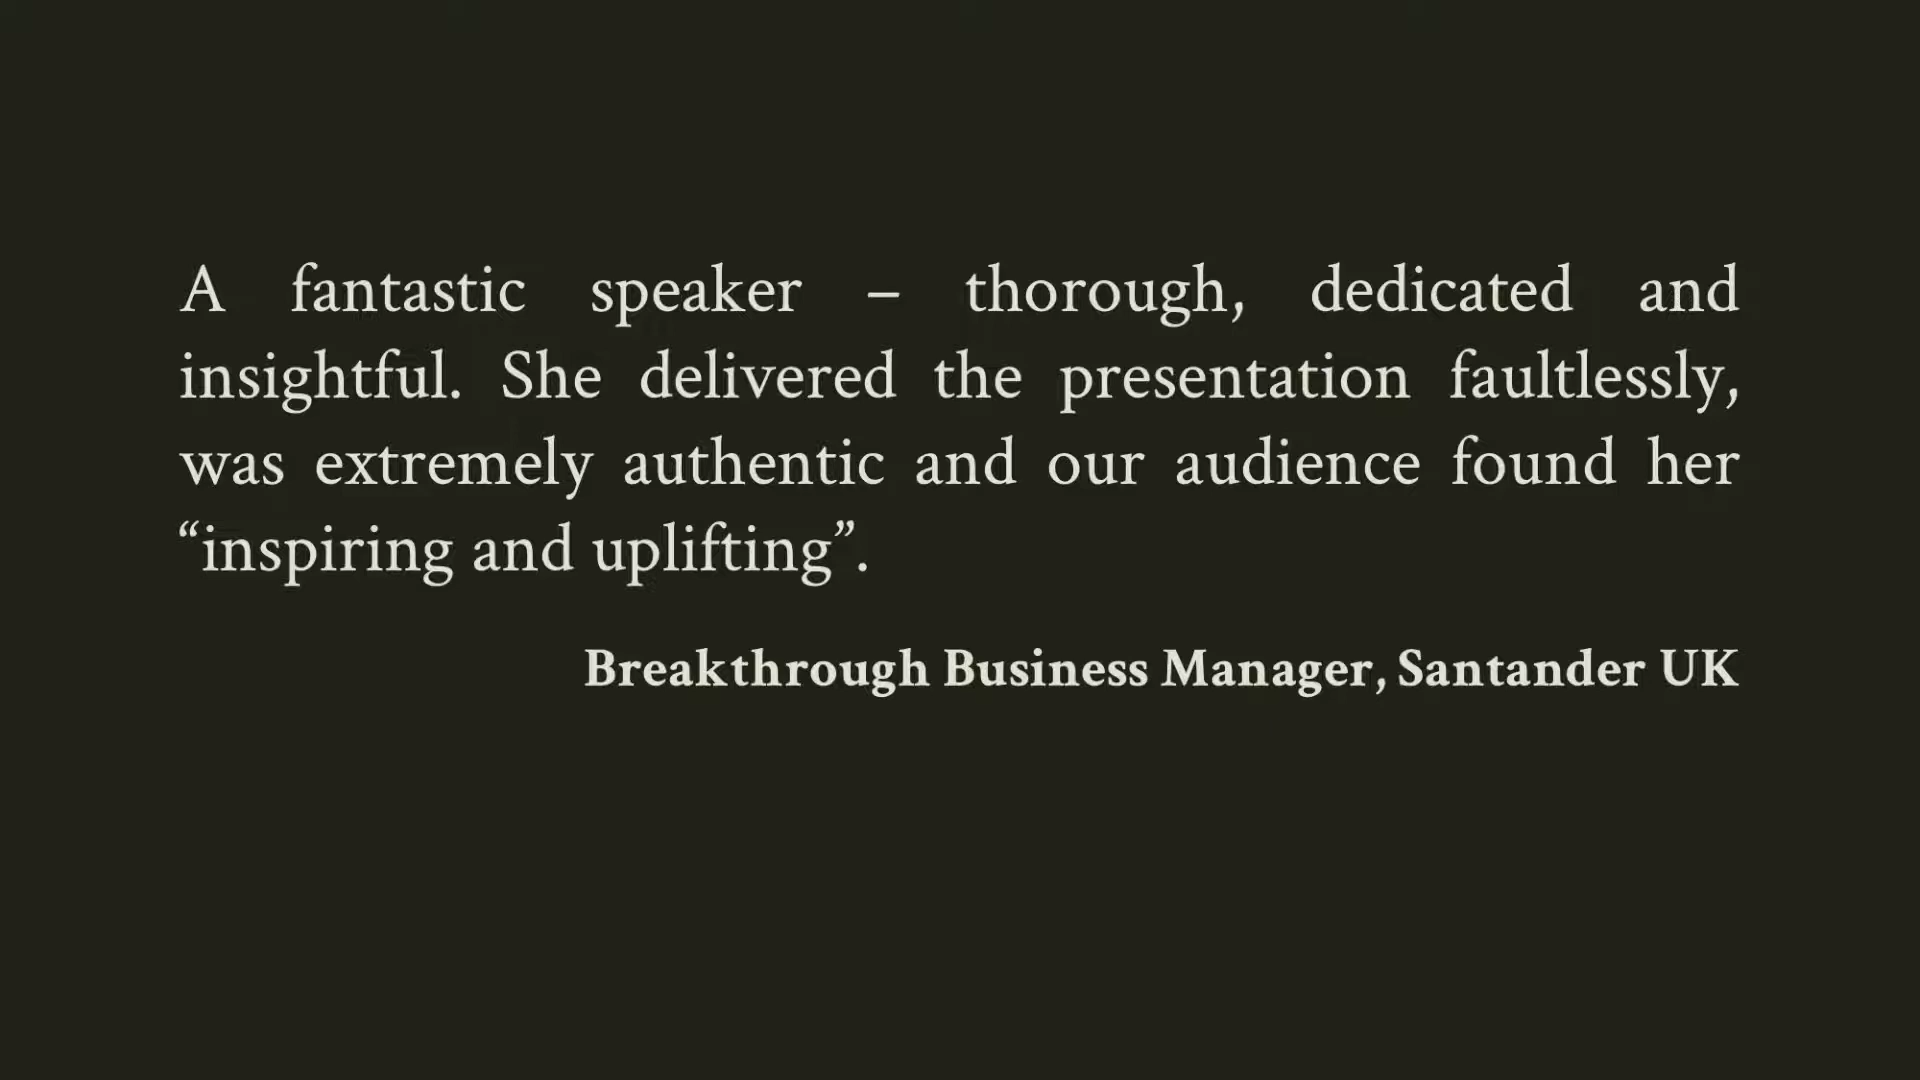 A fantastic speaker – thorough, dedicated and
insightful. She delivered the presentation faultlessly,
was extremely authentic and our audience found her
“inspiring and uplifting”.
Breakthrough Business Manager, Santander UK